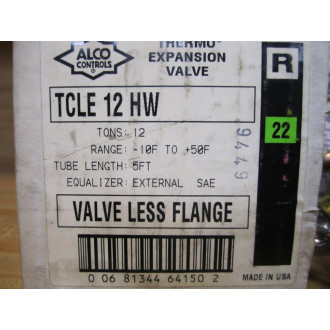 ALCO
CONTROLS
THERMO
EXPANSION
VALVE
R
TCLE 12 HW
22
TONS: 12
RANGE: -10F TO +50F
TUBE LENGTH: 5FT
EQUALIZER: EXTERNAL SAE
9449
VALVE LESS FLANGE
0 06 81344 64150 2
MADE IN USA